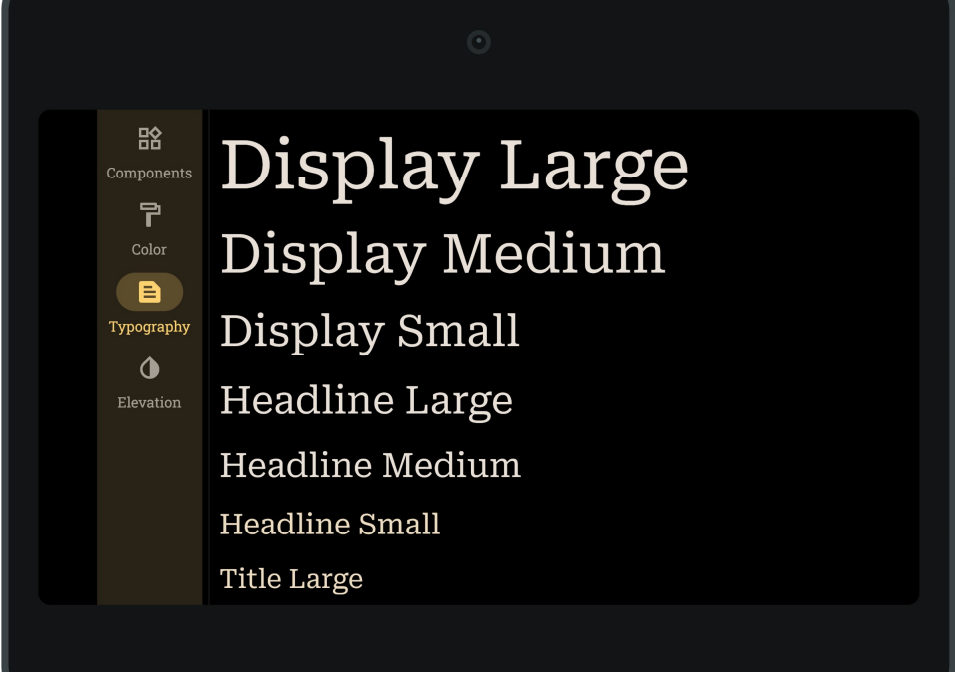 Components
Color
Typography
Elevation
Display Large
Display Medium
Display Small
Headline Large
Headline Medium
Headline Small
Title Large